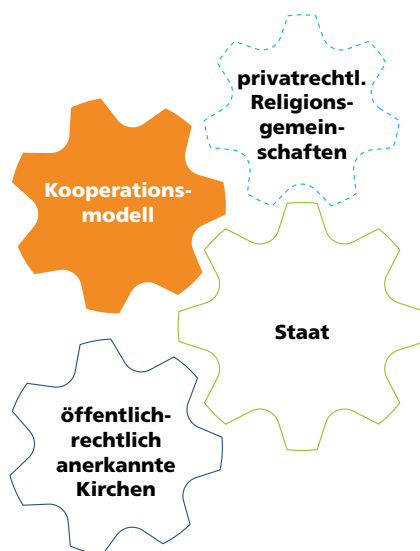 privatrechtl.
Religions-
gemein-
schaften
Kooperations-
modell
Staat
öffentlich-
rechtlich
anerkannte
Kirchen